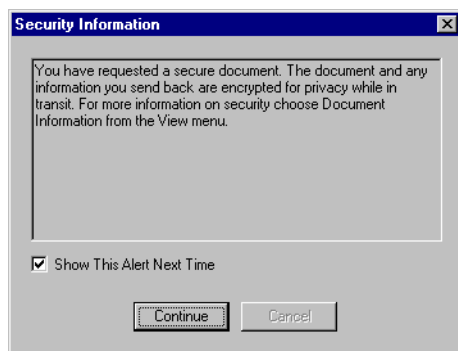 Security Information
You have requested a secure document. The document and any
information you send back are encrypted for privacy while in
transit. For more information on security choose Document
Information from the View menu.
Show This Alert Next Time
Continue
Cancel